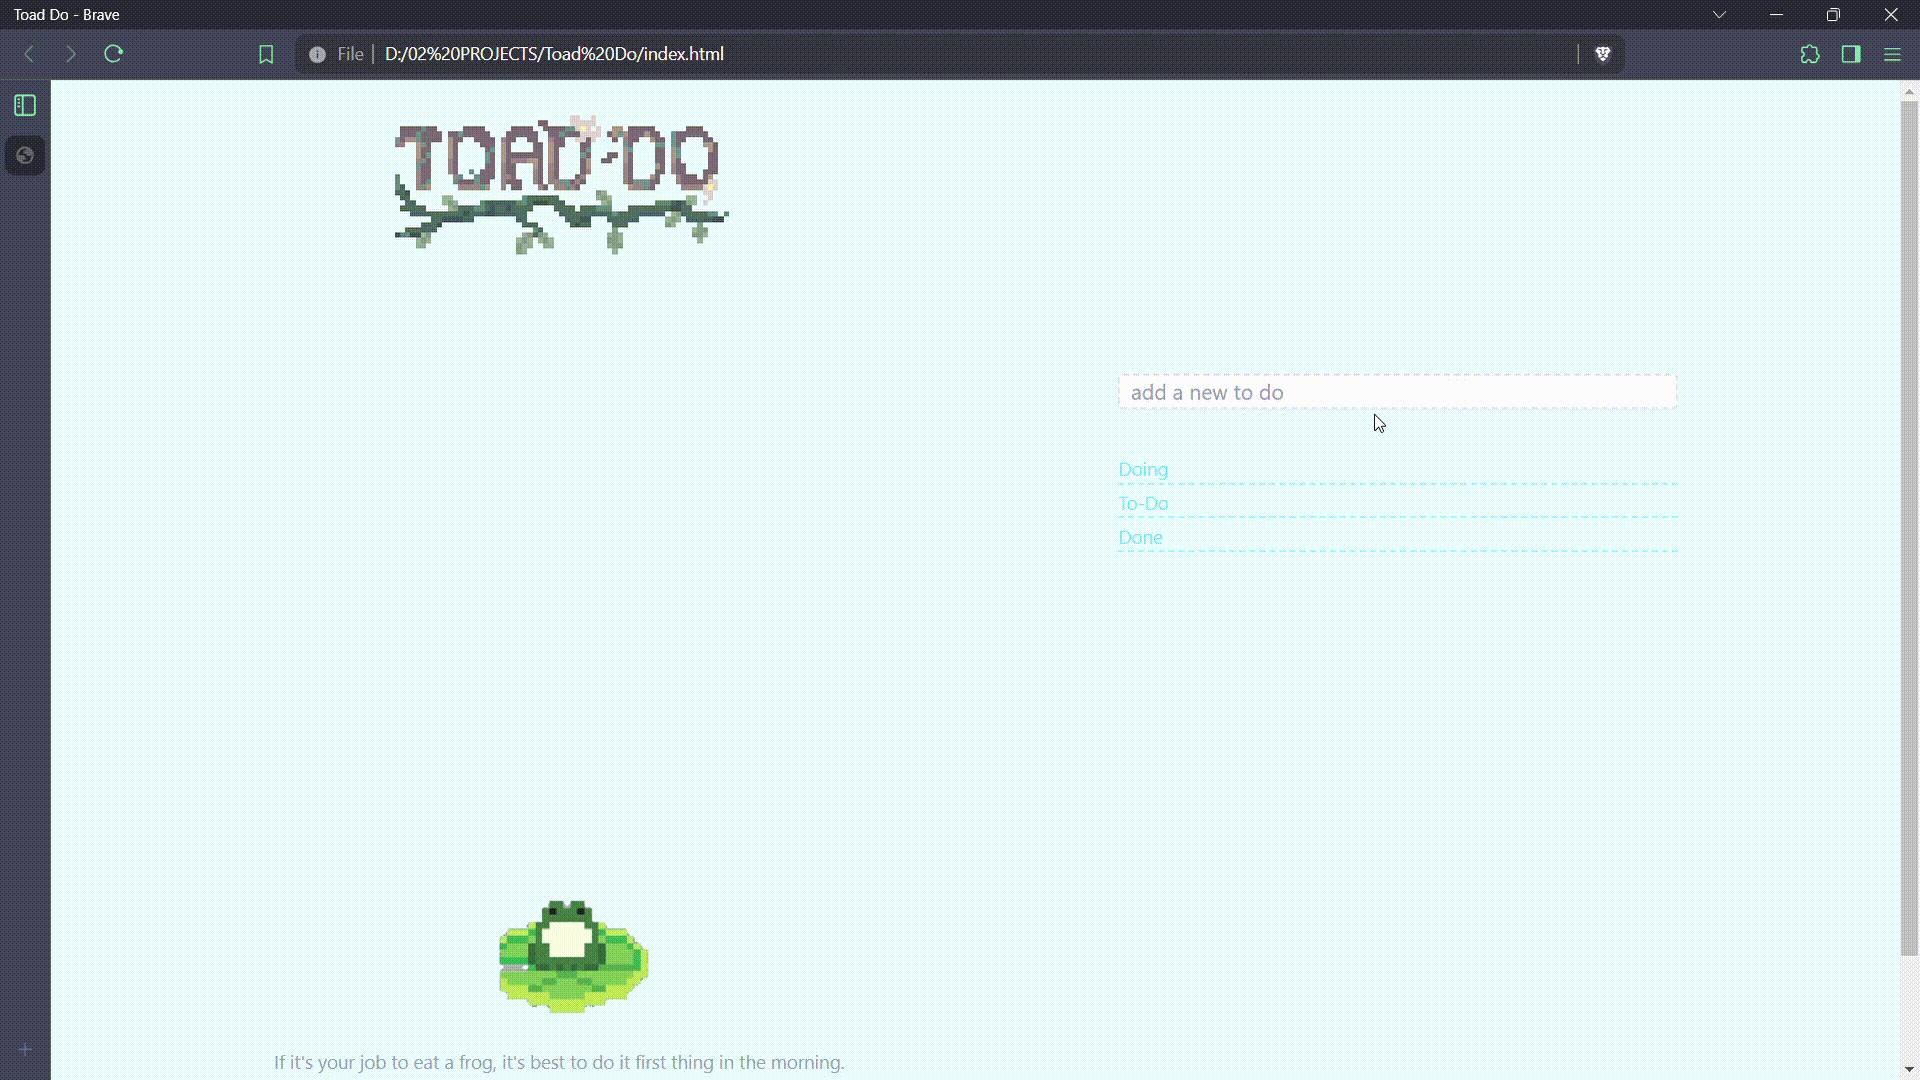 Toad Do - Brave
File
D:/02%20PROJECTS/Toad%20Do/index.html
TOAD-DO
add a new to do
Doing
To-Do
Done
If it's your job to eat a frog, it's best to do it first thing in the morning.